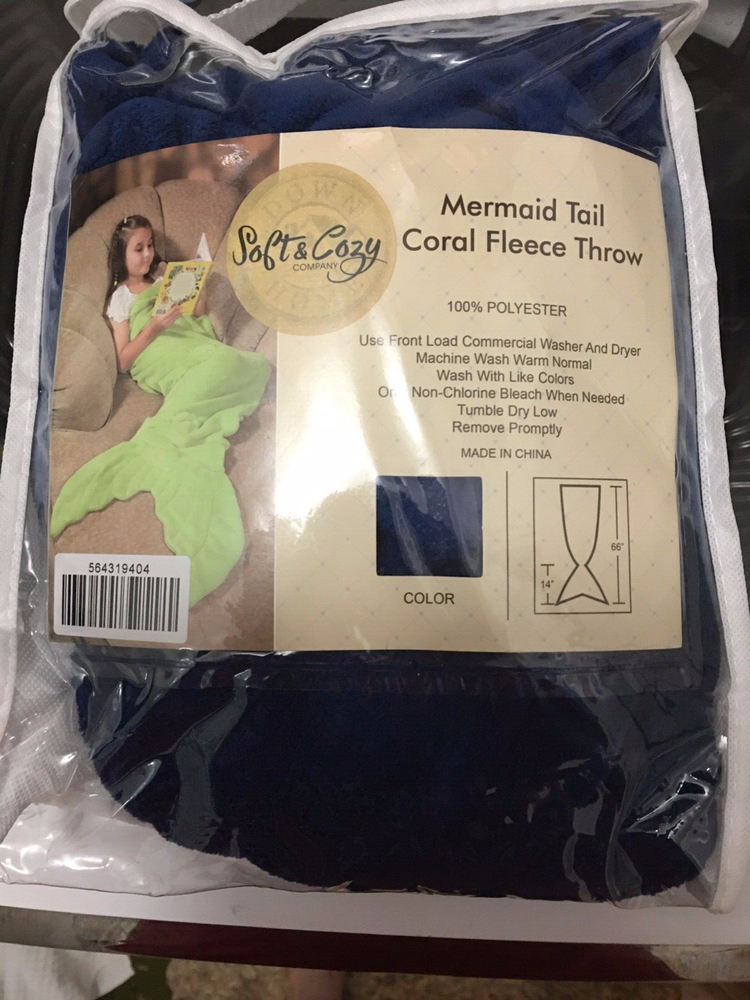 DOWN
Soft & Cozy
COMPANY
Mermaid Tail
Coral Fleece Throw
100% POLYESTER
Use Front Load Commercial Washer And Dryer
Machine Wash Warm Normal
Wash With Like Colors
Non-Chlorine Bleach When Needed
Tumble Dry Low
Remove Promptly
MADE IN CHINA
COLOR
66"
14"
564319404